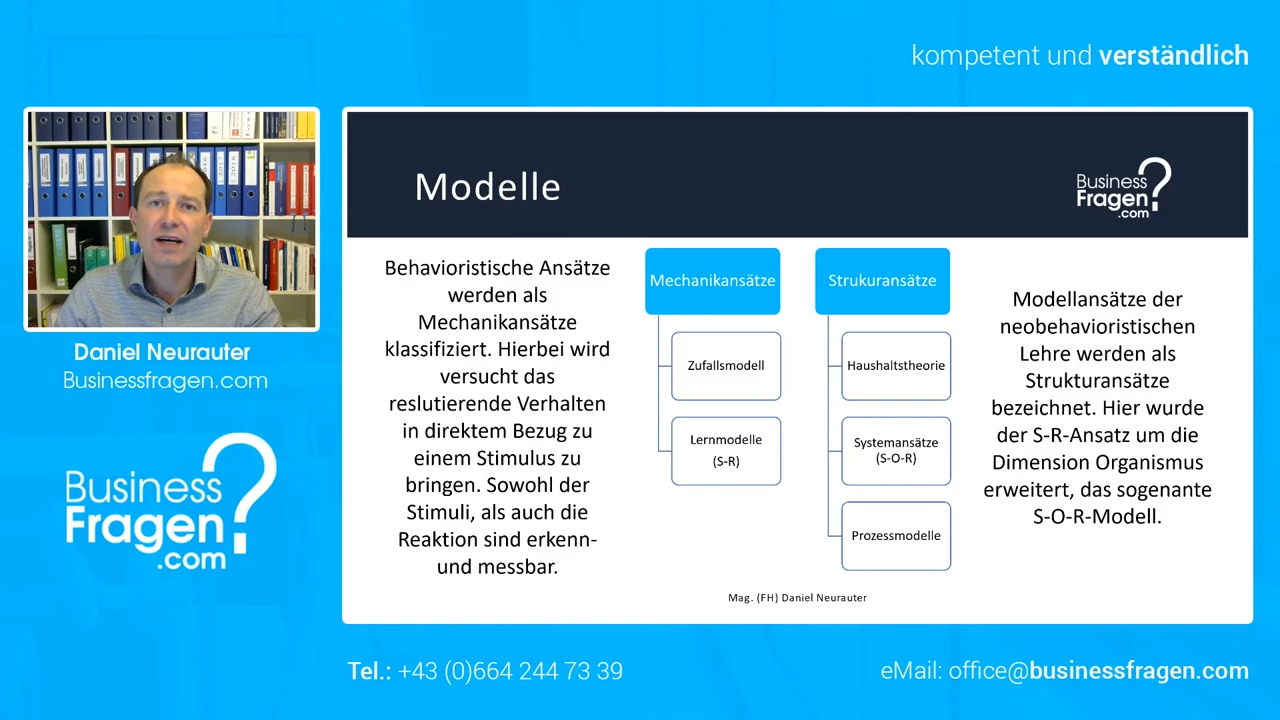 kompetent und verständlich
Modelle
Business
Fragen
.com
?
Behavioristische Ansätze
werden als
Mechanikansätze
klassifiziert. Hierbei wird
versucht das
reslutierende Verhalten
in direktem Bezug zu
einem Stimulus zu
bringen. Sowohl der
Stimuli, als auch die
Reaktion sind erkenn-
und messbar.
Mechanikansätze
Zufallsmodell
Lernmodelle
(S-R)
Strukuransätze
Haushaltstheorie
Systemansätze
(S-O-R)
Prozessmodelle
Modellansätze der
neobehavioristischen
Lehre werden als
Strukturansätze
bezeichnet. Hier wurde
der S-R-Ansatz um die
Dimension Organismus
erweitert, das sogenante
S-O-R-Modell.
Mag. (FH) Daniel Neurauter
Daniel Neurauter
Businessfragen.com
Business
Fragen
.com
?
Tel.: +43 (0)664 244 73 39
eMail: office@businessfragen.com